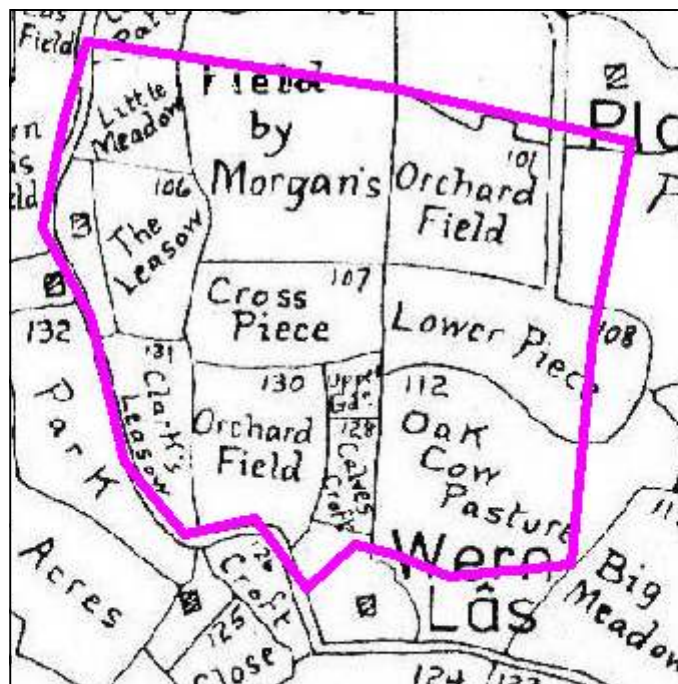 Field
Little
Meadow
Field
by
Morgan's
101
Orchard
Field
106
The
Leasow
107
Cross
Piece
Lower Piece
108
132
Park
131
Clark's
Leasow
130
Orchard
Field
Uppr
Gdn
128
Calves
Croft
112
Oak
Cow
Pasture
Wern
Lâs
Big
Meadow
Acres
Croft
125
Close
124